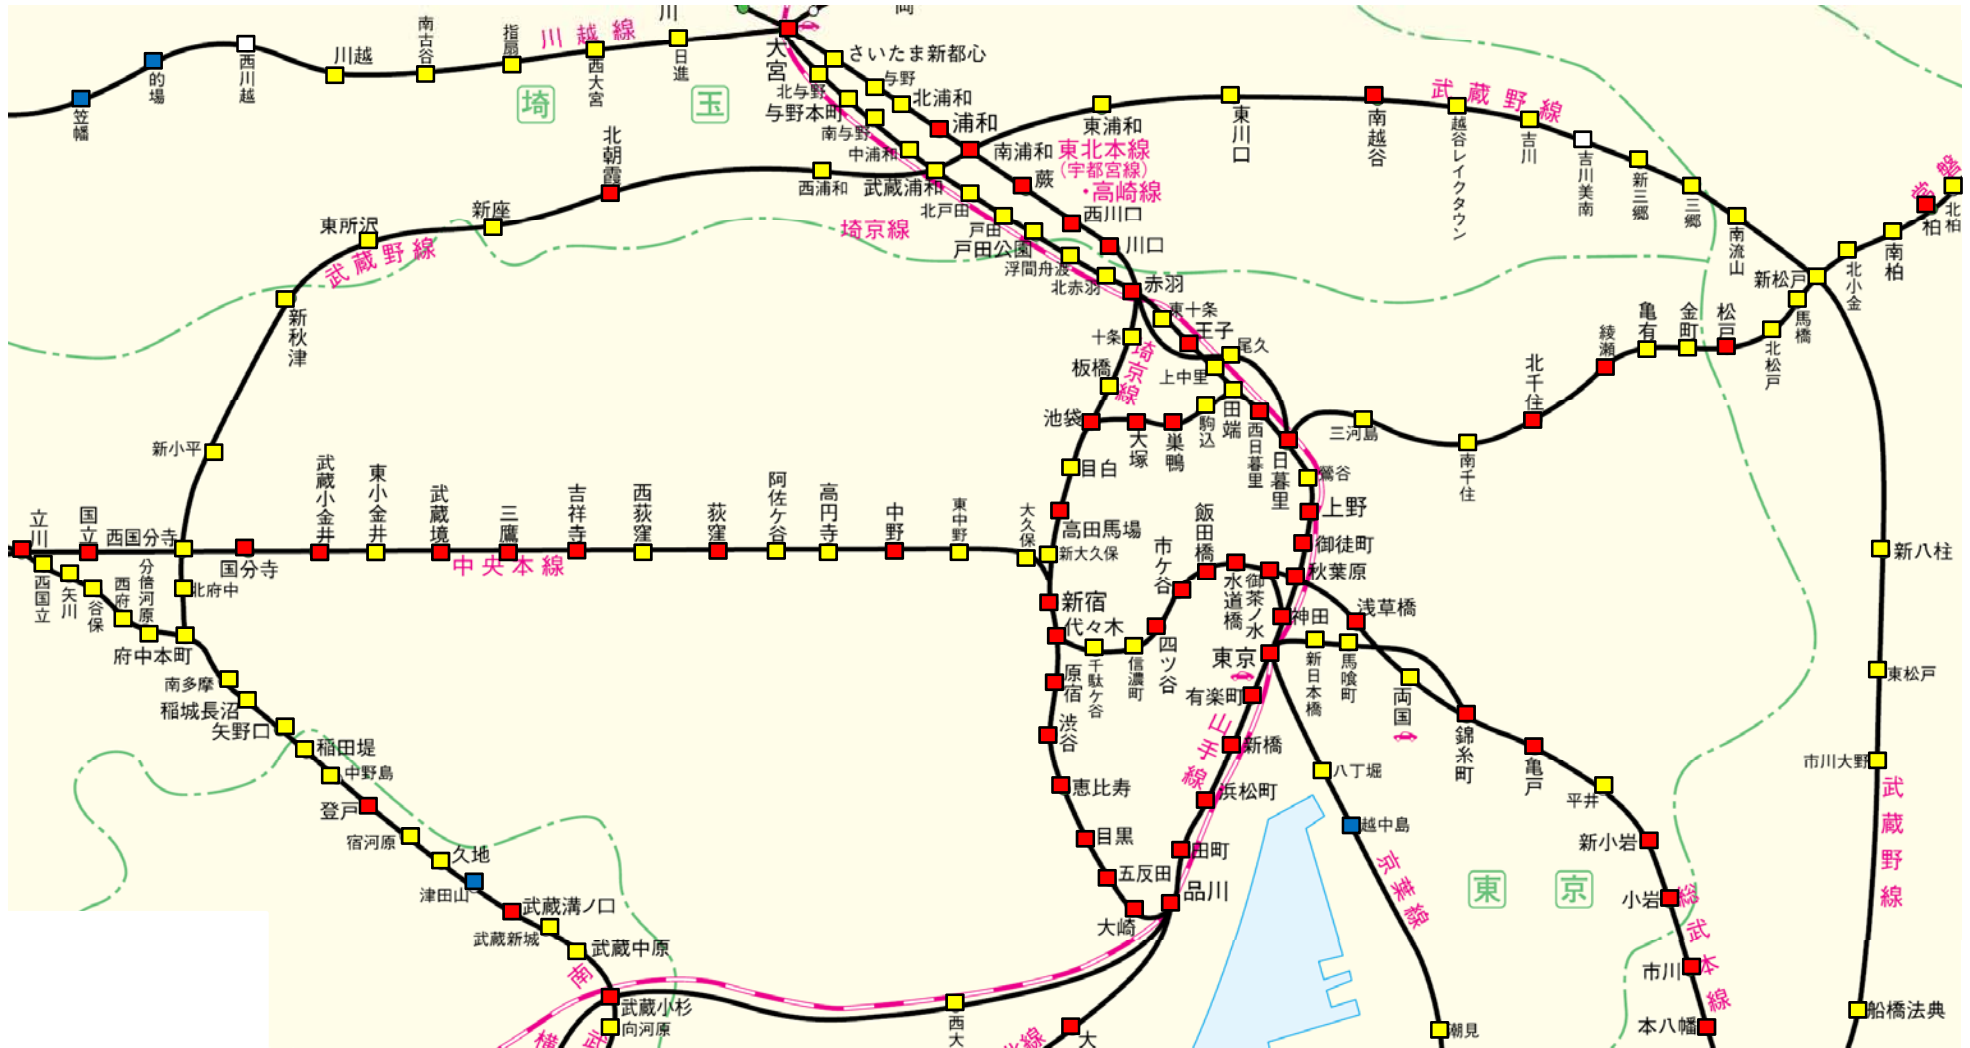 川越線
的場
笠幡
西川越
川越
南古谷
指扇
西大宮
日進
川
大宮
さいたま新都心
与野
北浦和
浦和
南浦和
北与野
与野本町
南与野
中浦和
武蔵浦和
西浦和
北朝霞
新座
東所沢
武蔵野線
新秋津
新小平
埼
玉
東浦和
東川口
南越谷
武蔵野線
越谷レイクタウン
吉川
吉川美南
新三郷
三郷
南流山
新松戸
常磐
北柏
柏
南柏
北小金
馬橋
北松戸
松戸
金町
亀有
綾瀬
北千住
南千住
三河島
東北本線
(宇都宮線)
・高崎線
蕨
西川口
川口
赤羽
埼京線
北戸田
戸田
戸田公園
浮間舟渡
北赤羽
東十条
王子
尾久
上中里
十条
埼京線
板橋
池袋
大塚
巣鴨
駒込
田端
西日暮里
日暮里
鶯谷
上野
御徒町
秋葉原
神田
目白
高田馬場
新大久保
大久保
東中野
中野
高円寺
阿佐ケ谷
荻窪
西荻窪
吉祥寺
三鷹
武蔵境
東小金井
武蔵小金井
国分寺
西国分寺
国立
立川
中央本線
西国立
矢川
谷保
西府
分倍河原
北府中
府中本町
南多摩
稲城長沼
矢野口
稲田堤
中野島
登戸
宿河原
久地
津田山
武蔵溝ノ口
武蔵新城
武蔵中原
南
武蔵小杉
向河原
横
武
新宿
代々木
千駄ケ谷
信濃町
四ツ谷
市ケ谷
飯田橋
水道橋
御茶ノ水
原宿
渋谷
恵比寿
目黒
五反田
大崎
品川
田町
浜松町
新橋
有楽町
東京
山手線
新日本橋
馬喰町
浅草橋
両国
錦糸町
亀戸
平井
新小岩
小岩
市川
本八幡
総武本線
八丁堀
越中島
京葉線
潮見
東
京
新八柱
東松戸
市川大野
武蔵野線
船橋法典
西大
大
線